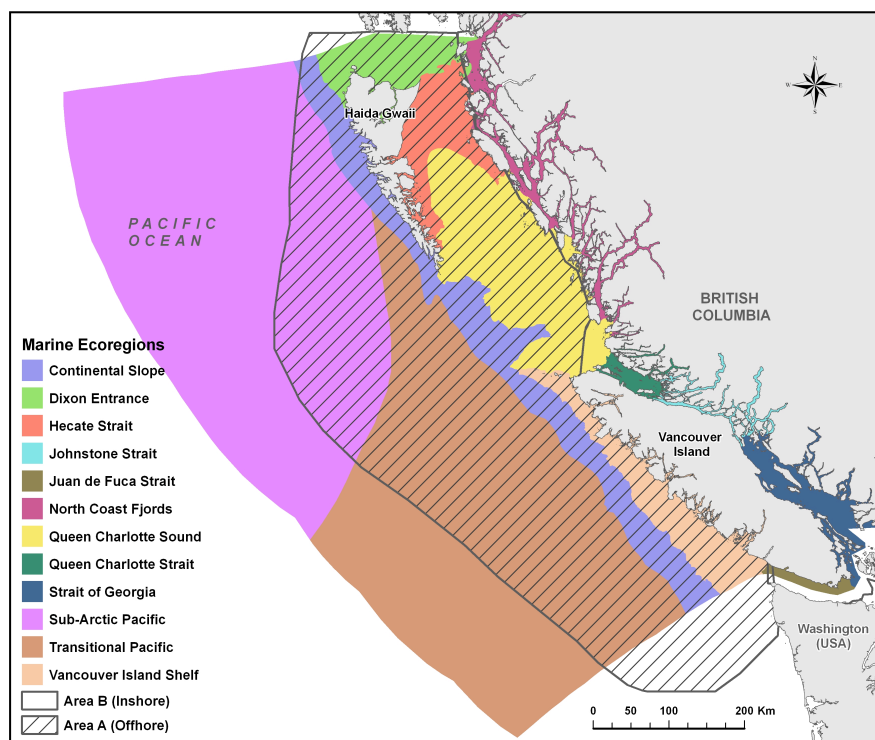 N
W
E
S
Haida Gwaii
PACIFIC
OCEAN
BRITISH
COLUMBIA
Marine Ecoregions
Continental Slope
Dixon Entrance
Hecate Strait
Johnstone Strait
Juan de Fuca Strait
North Coast Fjords
Queen Charlotte Sound
Queen Charlotte Strait
Strait of Georgia
Sub-Arctic Pacific
Transitional Pacific
Vancouver Island Shelf
Area B (Inshore)
Area A (Offhore)
Vancouver
Island
Washington
(USA)
0 50 100 200 Km